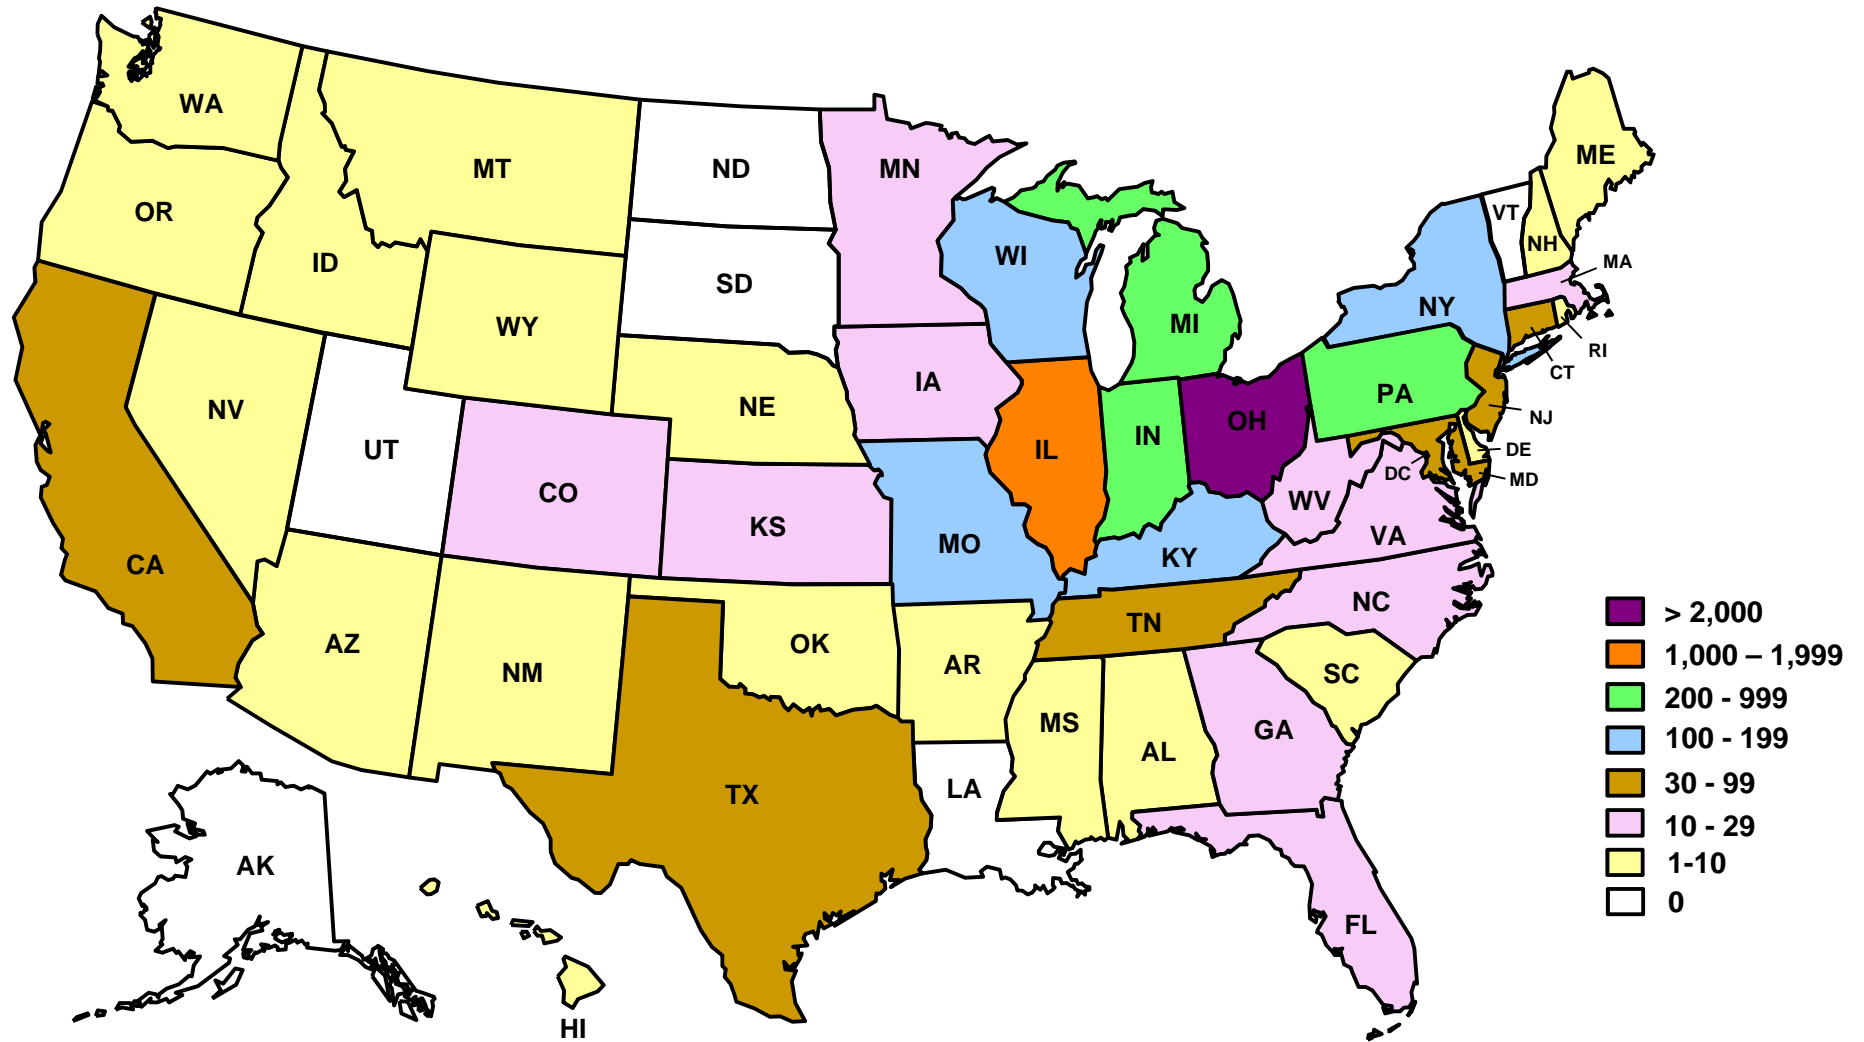 WA
MT
ND
MN
ME
OR
ID
SD
WI
VT
NH
MA
WY
MI
NY
RI
CT
NV
NE
IA
PA
NJ
UT
CO
IL
IN
OH
DE
DC
MD
KS
WV
CA
MO
KY
VA
AZ
NM
OK
AR
TN
NC
SC
MS
AL
GA
TX
LA
AK
FL
HI
> 2,000
1,000 – 1,999
200 - 999
100 - 199
30 - 99
10 - 29
1-10
0